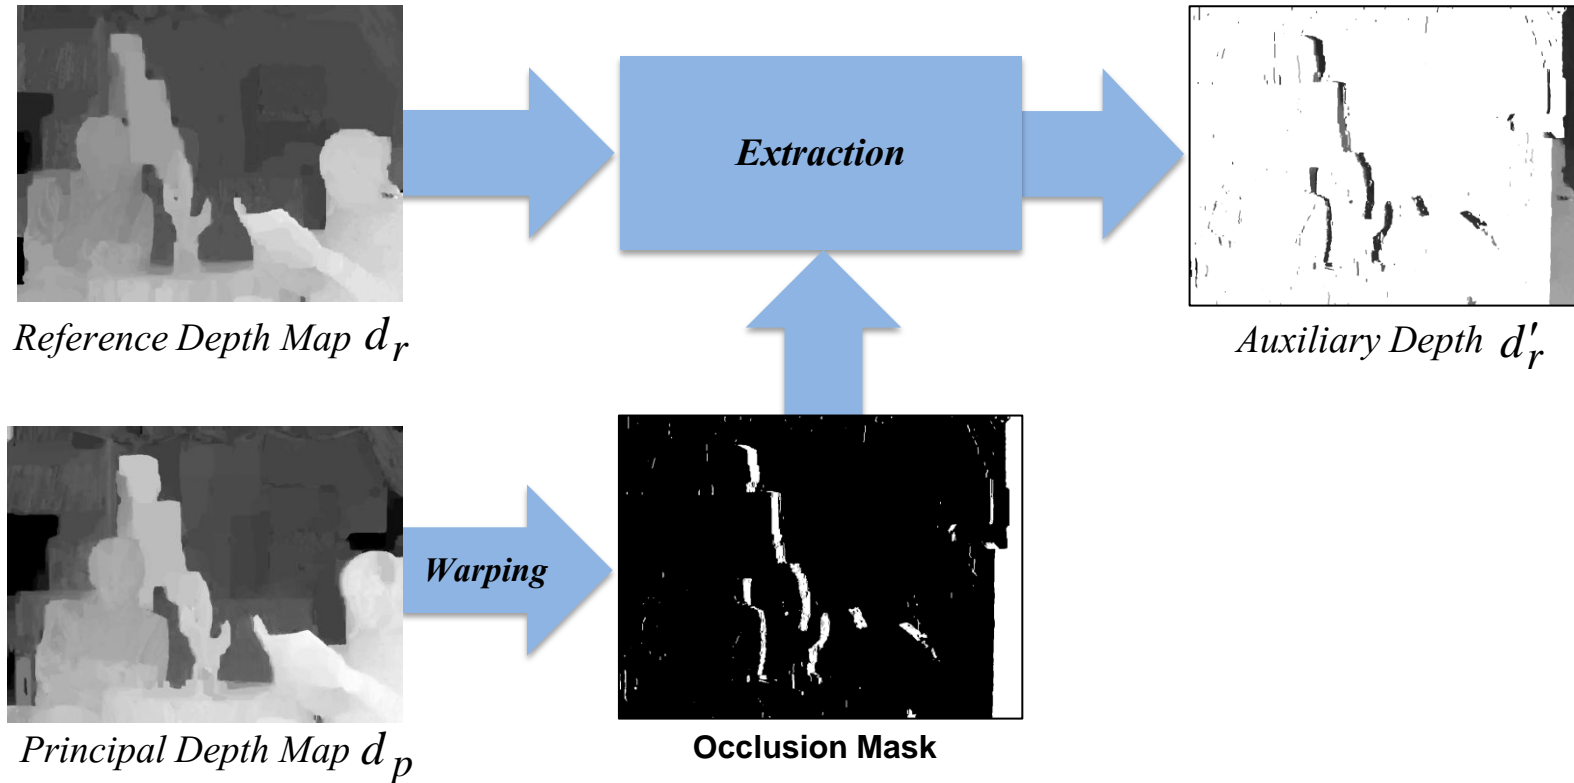 Extraction
Reference Depth Map d_r
Auxiliary Depth d'_r
Warping
Principal Depth Map d_p
Occlusion Mask